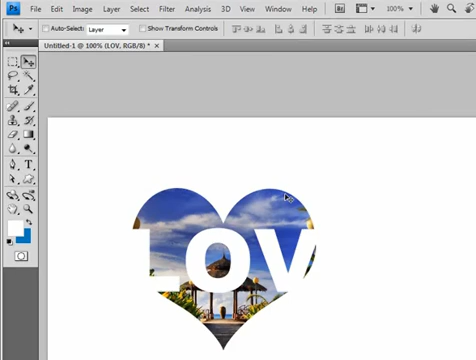 Ps File Edit Image Layer Select Filter Analysis 3D View Window Help Br 100%
Auto-Select: Layer Show Transform Controls
Untitled-1 @ 100% (LOV, RGB/8) *
T
LOV